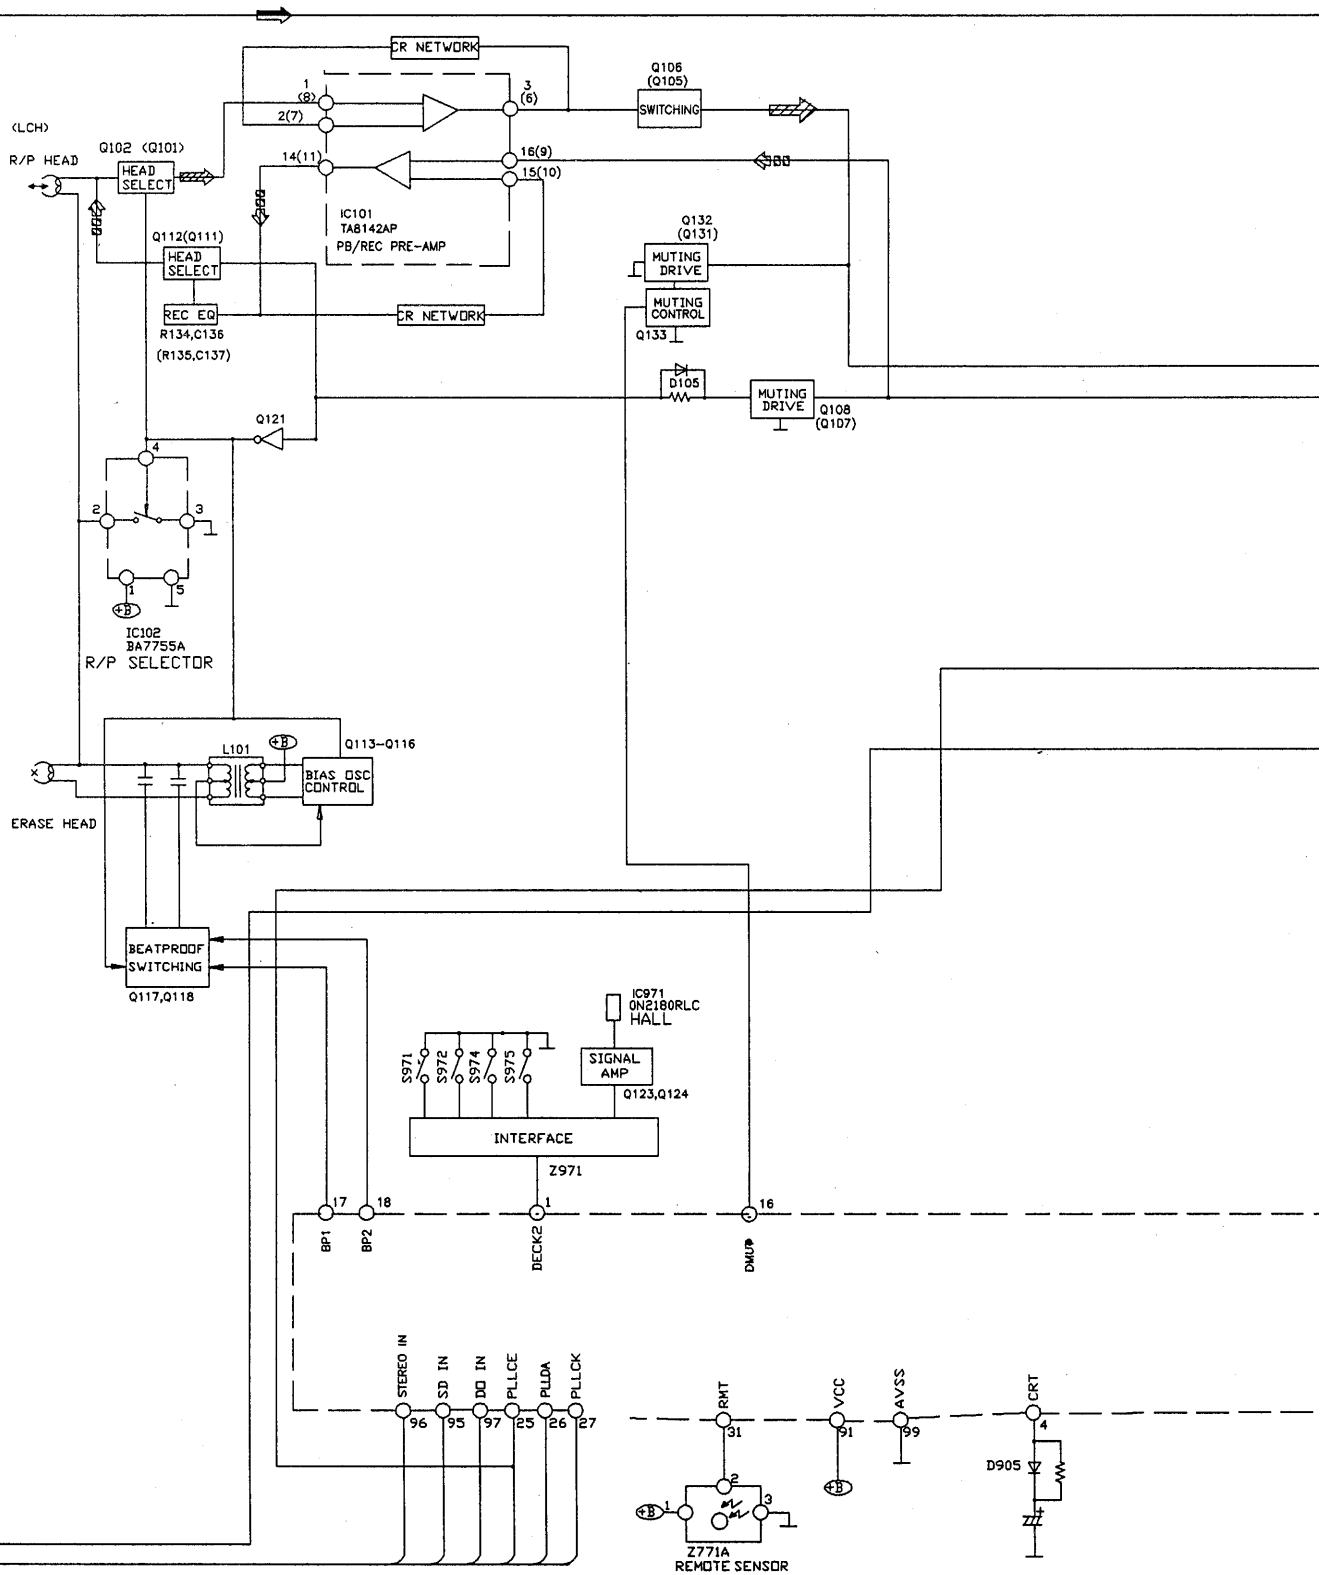 CR NETWORK
1
(8)
3
(6)
Q106
(Q105)
SWITCHING
2(7)
(LCH)
R/P HEAD
Q102 (Q101)
HEAD
SELECT
14(11)
16(9)
15(10)
IC101
TA8142AP
PB/REC PRE-AMP
Q112(Q111)
HEAD
SELECT
Q132
(Q131)
MUTING
DRIVE
MUTING
CONTROL
Q133
REC EQ
CR NETWORK
R134,C136
(R135,C137)
D105
MUTING
DRIVE
Q108
(Q107)
Q121
4
2
3
1
5
+B
IC102
BA7755A
R/P SELECTOR
L101
+B
Q113-Q116
BIAS OSC
CONTROL
X
ERASE HEAD
BEATPROOF
SWITCHING
Q117,Q118
IC971
ON2180RLC
HALL
S971
S972
S974
S975
SIGNAL
AMP
Q123,Q124
INTERFACE
Z971
17
18
1
16
BP1
BP2
DECK2
STEREO IN
SD IN
DO IN
PLLCE
PLLDA
PLLCK
96
95
97
25
26
27
RMT
VCC
AVSS
CRT
31
91
99
4
D905
+B
2
+B
1
3
+
Z771A
REMOTE SENSOR